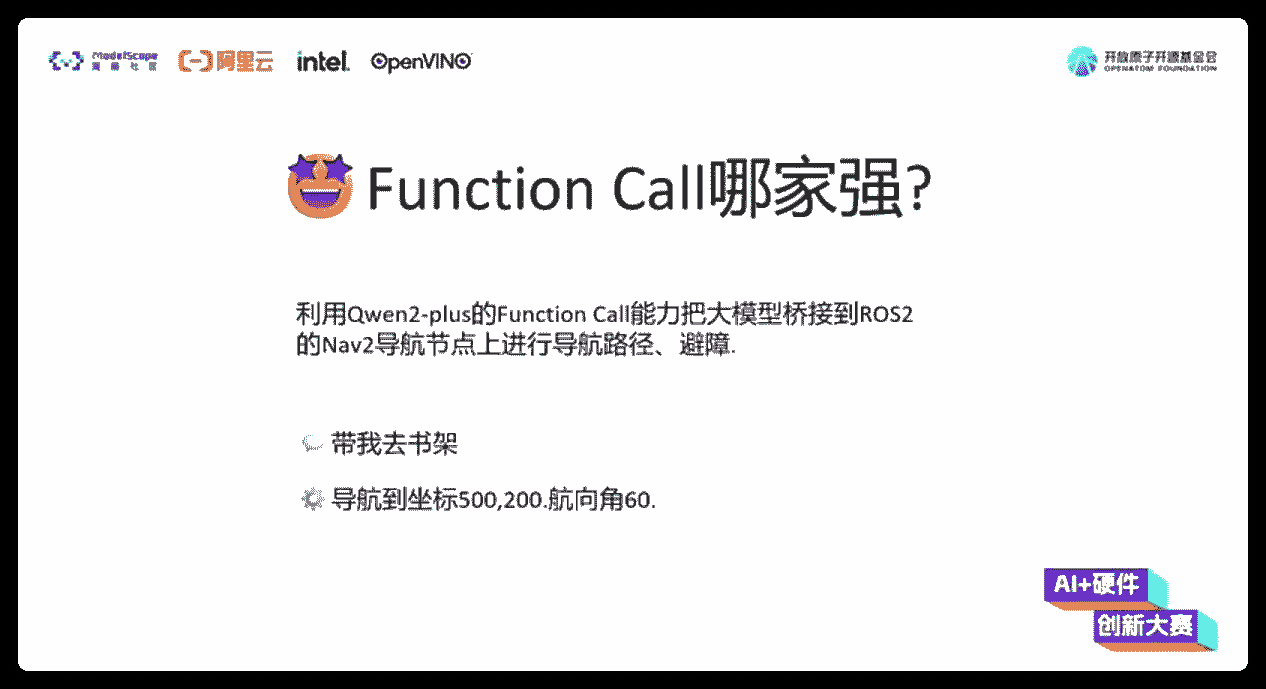 ModelScope
魔搭社区
阿里云
intel.
OpenVINO
开放原子开源基金会
OPENATOM FOUNDATION
Function Call哪家强?
利用Qwen2-plus的Function Call能力把大模型桥接到ROS2
的Nav2导航节点上进行导航路径、避障.
带我去书架
导航到坐标500,200.航向角60.
AI+硬件
创新大赛